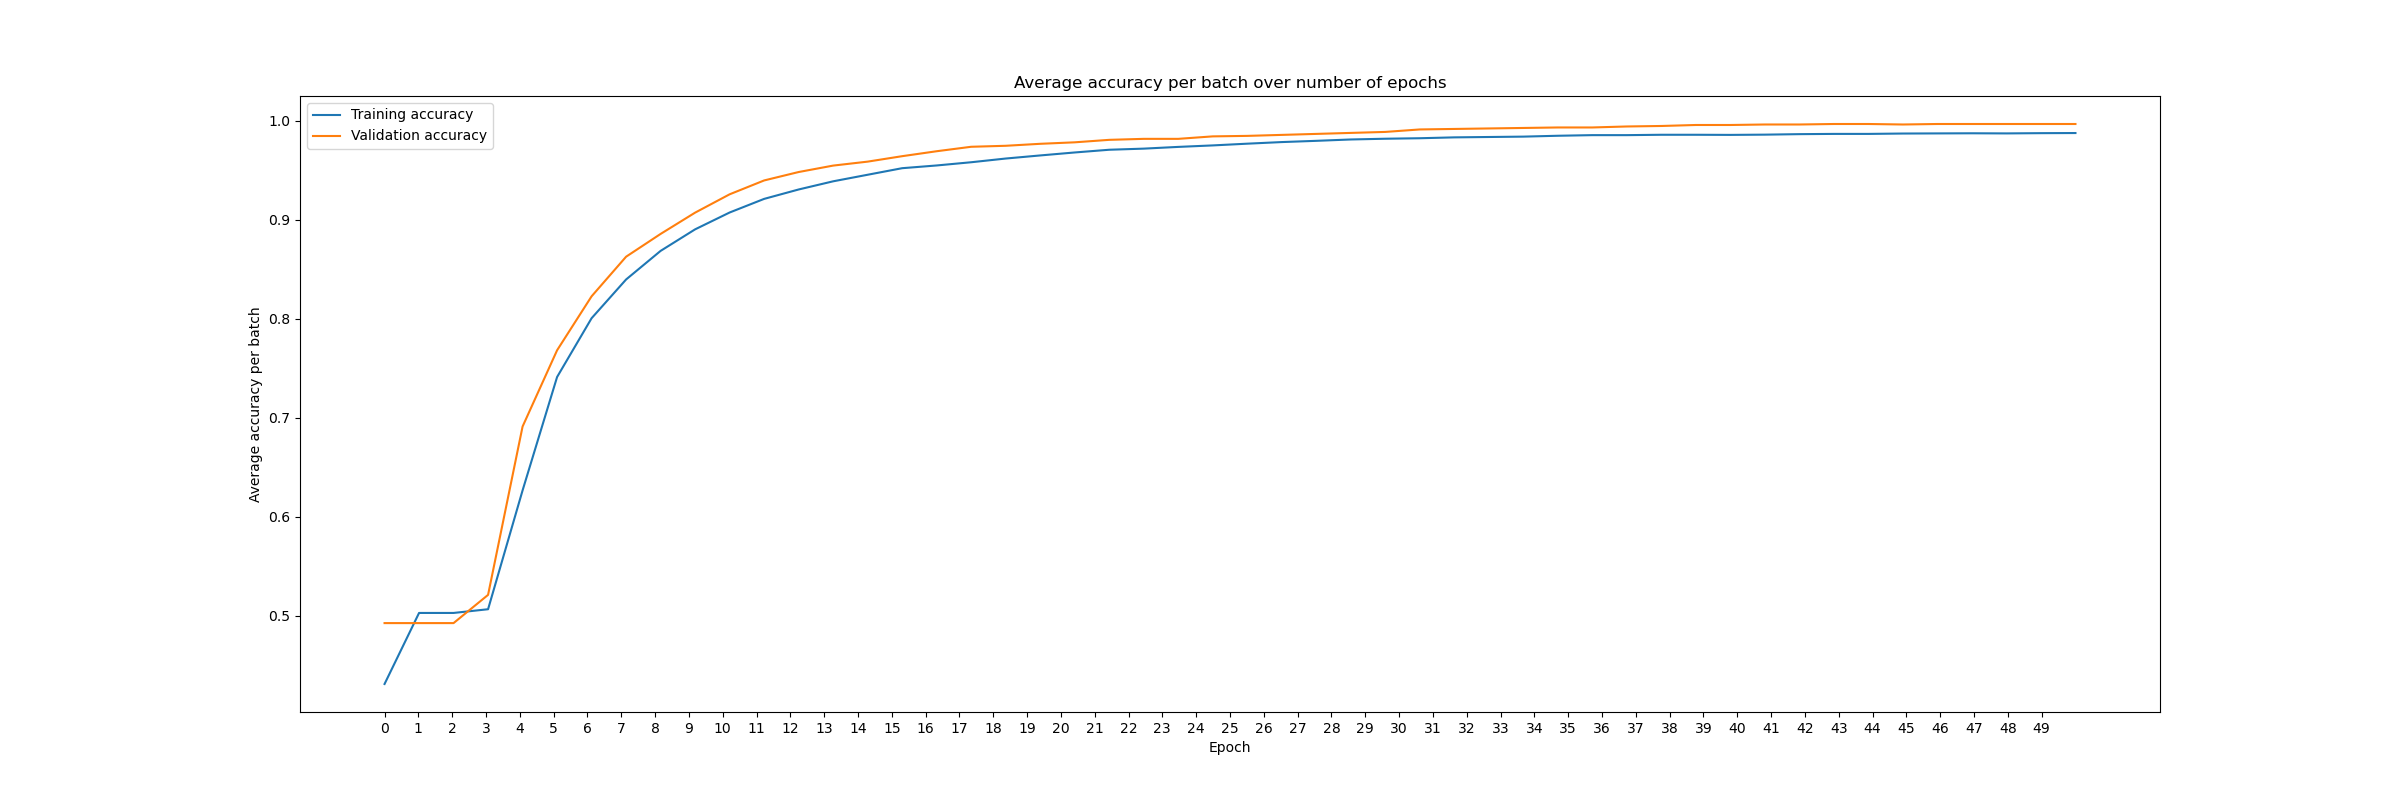 Average accuracy per batch over number of epochs
Training accuracy
Validation accuracy
1.0
0.9
0.8
0.7
0.6
0.5
Average accuracy per batch
0 1 2 3 4 5 6 7 8 9 10 11 12 13 14 15 16 17 18 19 20 21 22 23 24 25 26 27 28 29 30 31 32 33 34 35 36 37 38 39 40 41 42 43 44 45 46 47 48 49
Epoch